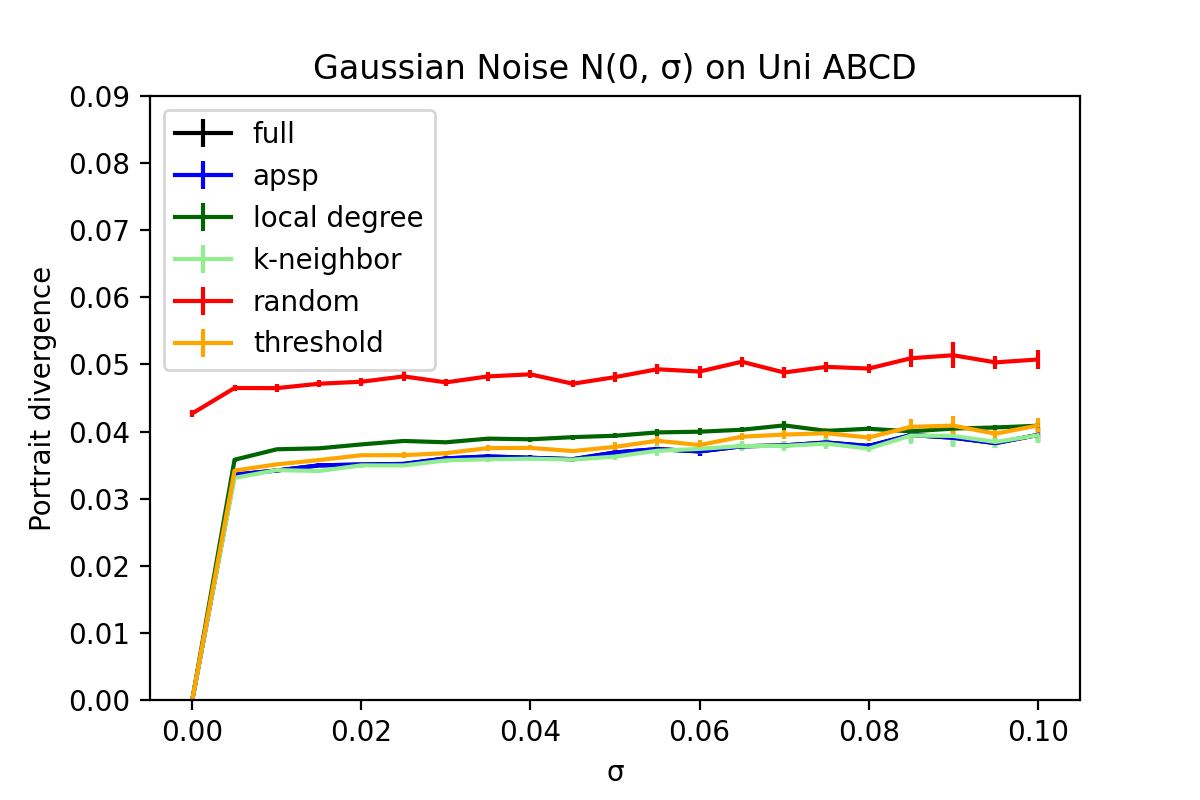 Gaussian Noise N(0, σ) on Uni ABCD
0.09
0.08
0.07
0.06
0.05
0.04
0.03
0.02
0.01
0.00
Portrait divergence
full
apsp
local degree
k-neighbor
random
threshold
0.00 0.02 0.04 0.06 0.08 0.10
σ